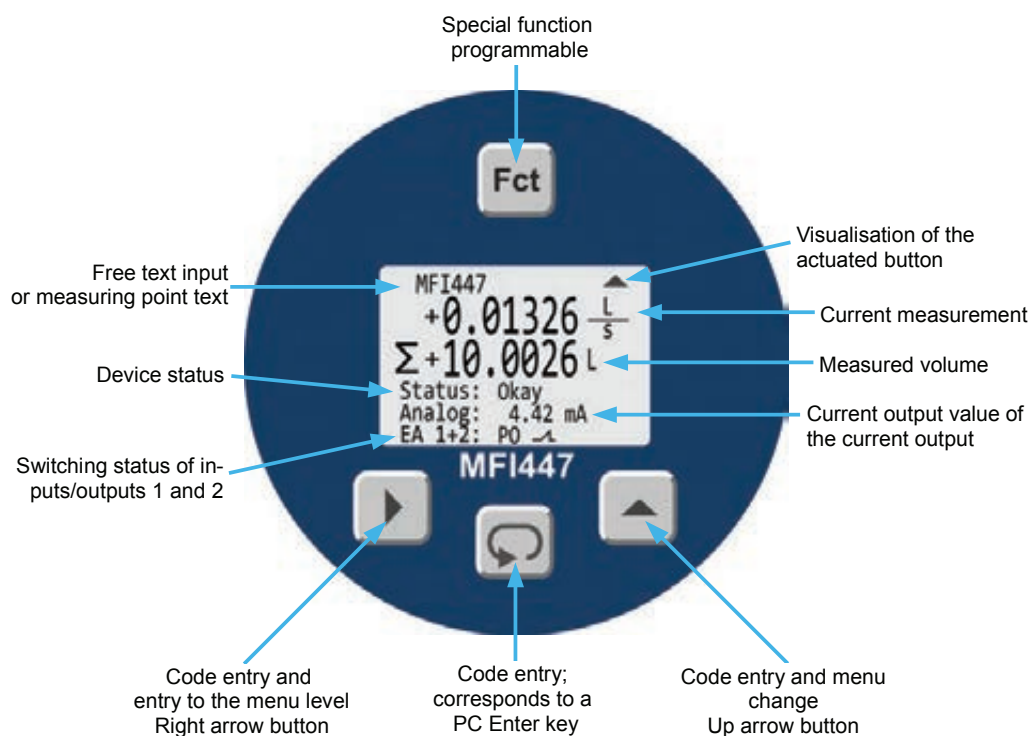 Special function
programmable
Fct
Visualisation of the
actuated button
Free text input
or measuring point text
MFI447
+0.01326 L/s
Current measurement
Σ+10.0026 L
Measured volume
Device status
Status: Okay
Analog: 4.42 mA
Current output value of
the current output
EA 1+2: PO
Switching status of in-
puts/outputs 1 and 2
MFI447
Code entry and
entry to the menu level
Right arrow button
Code entry;
corresponds to a
PC Enter key
Code entry and menu
change
Up arrow button